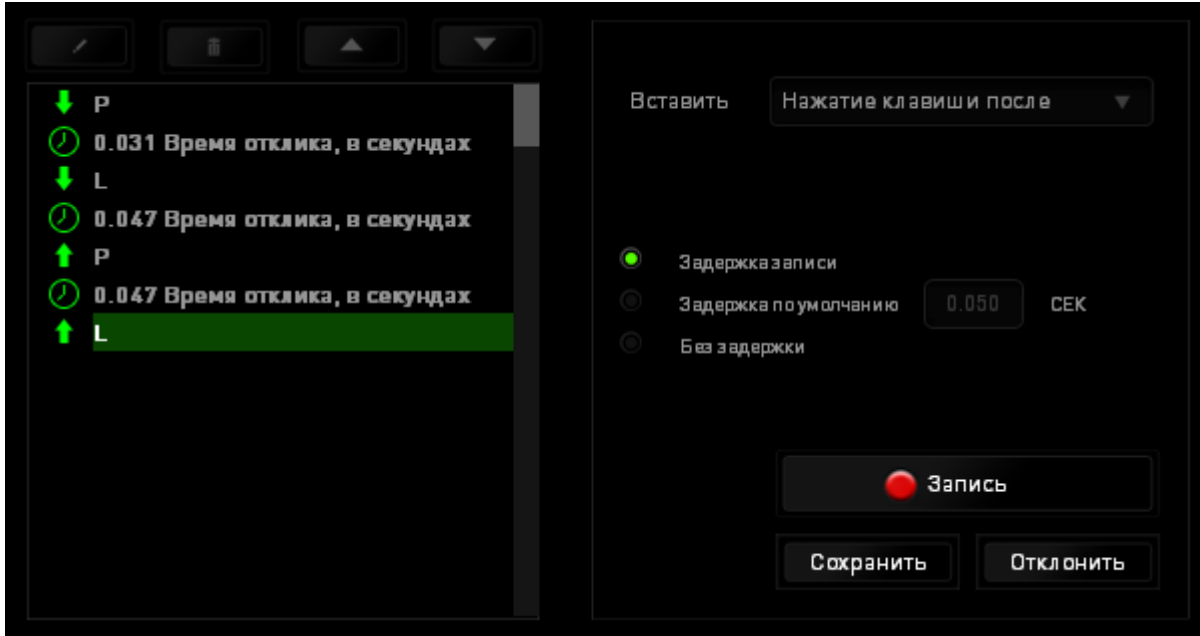 P
0.031 Время отклика, в секундах
L
0.047 Время отклика, в секундах
P
0.047 Время отклика, в секундах
L
Вставить Нажатие клавиши после
Задержка записи
Задержка по умолчанию 0.050 СЕК
Без задержки
Запись
Сохранить Отклонить